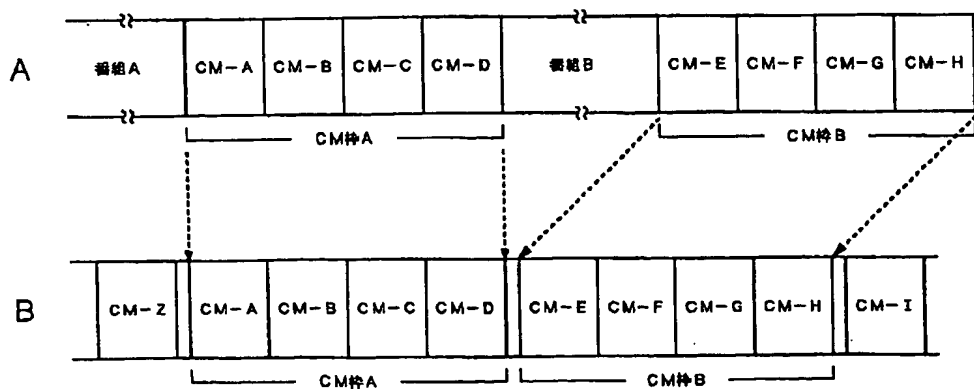 A 番組A CM-A CM-B CM-C CM-D 番組B CM-E CM-F CM-G CM-H
CM枠A CM枠B
B CM-Z CM-A CM-B CM-C CM-D CM-E CM-F CM-G CM-H CM-I
CM枠A CM枠B